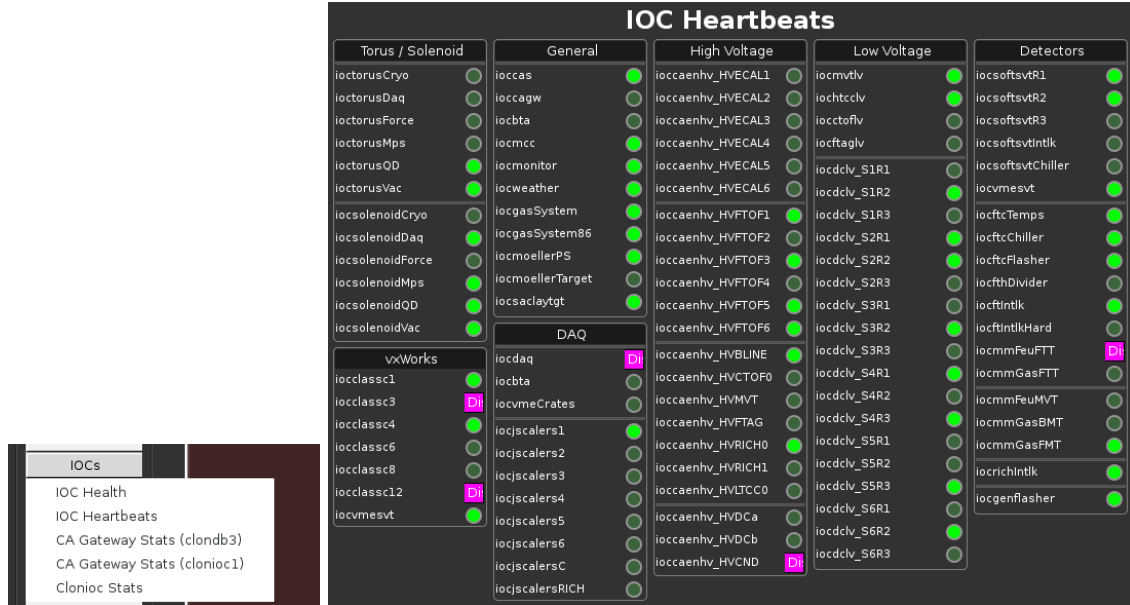 IOCs
IOC Health
IOC Heartbeats
CA Gateway Stats (clondb3)
CA Gateway Stats (clonioc1)
Clonioc Stats
IOC Heartbeats
Torus / Solenoid
ioctorusCryo
ioctorusDaq
ioctorusForce
ioctorusMps
ioctorusQD
ioctorusVac
iocsolenoidCryo
iocsolenoidDaq
iocsolenoidForce
iocsolenoidMps
iocsolenoidQD
iocsolenoidVac
vxWorks
iocclassc1
iocclassc3 Di
iocclassc4
iocclassc6
iocclassc8
iocclassc12 Di
iocvmesvt
General
ioccas
ioccagw
iocbta
iocmcc
iocmonitor
iocweather
iocgasSystem
iocgasSystem86
iocmoellerPS
iocmoellerTarget
iocsaclaytgt
DAQ
iocdaq Di
iocbta
iocvmeCrates
iocjscalers1
iocjscalers2
iocjscalers3
iocjscalers4
iocjscalers5
iocjscalers6
iocjscalersC
iocjscalersRICH
High Voltage
ioccaenhv_HVECAL1
ioccaenhv_HVECAL2
ioccaenhv_HVECAL3
ioccaenhv_HVECAL4
ioccaenhv_HVECAL5
ioccaenhv_HVECAL6
ioccaenhv_HVFTOF1
ioccaenhv_HVFTOF2
ioccaenhv_HVFTOF3
ioccaenhv_HVFTOF4
ioccaenhv_HVFTOF5
ioccaenhv_HVFTOF6
ioccaenhv_HVBLINE
ioccaenhv_HVCTOF0
ioccaenhv_HVMVT
ioccaenhv_HVFTAG
ioccaenhv_HVRICH0
ioccaenhv_HVRICH1
ioccaenhv_HVLTCC0
ioccaenhv_HVDCa
ioccaenhv_HVDCb
ioccaenhv_HVCND Di
Low Voltage
iocmvtlv
iochtcclv
iocctoflv
iocftaglv
iocdclv_S1R1
iocdclv_S1R2
iocdclv_S1R3
iocdclv_S2R1
iocdclv_S2R2
iocdclv_S2R3
iocdclv_S3R1
iocdclv_S3R2
iocdclv_S3R3
iocdclv_S4R1
iocdclv_S4R2
iocdclv_S4R3
iocdclv_S5R1
iocdclv_S5R2
iocdclv_S5R3
iocdclv_S6R1
iocdclv_S6R2
iocdclv_S6R3
Detectors
iocsoftsvtR1
iocsoftsvtR2
iocsoftsvtR3
iocsoftsvtIntlk
iocsoftsvtChiller
iocvmesvt
iocftcTemps
iocftcChiller
iocftcFlasher
iocfthDivider
iocftIntlk
iocftIntlkHard
iocmmFeuFTT Di
iocmmGasFTT
iocmmFeuMVT
iocmmGasBMT
iocmmGasFMT
iocrichIntlk
iocgenflasher